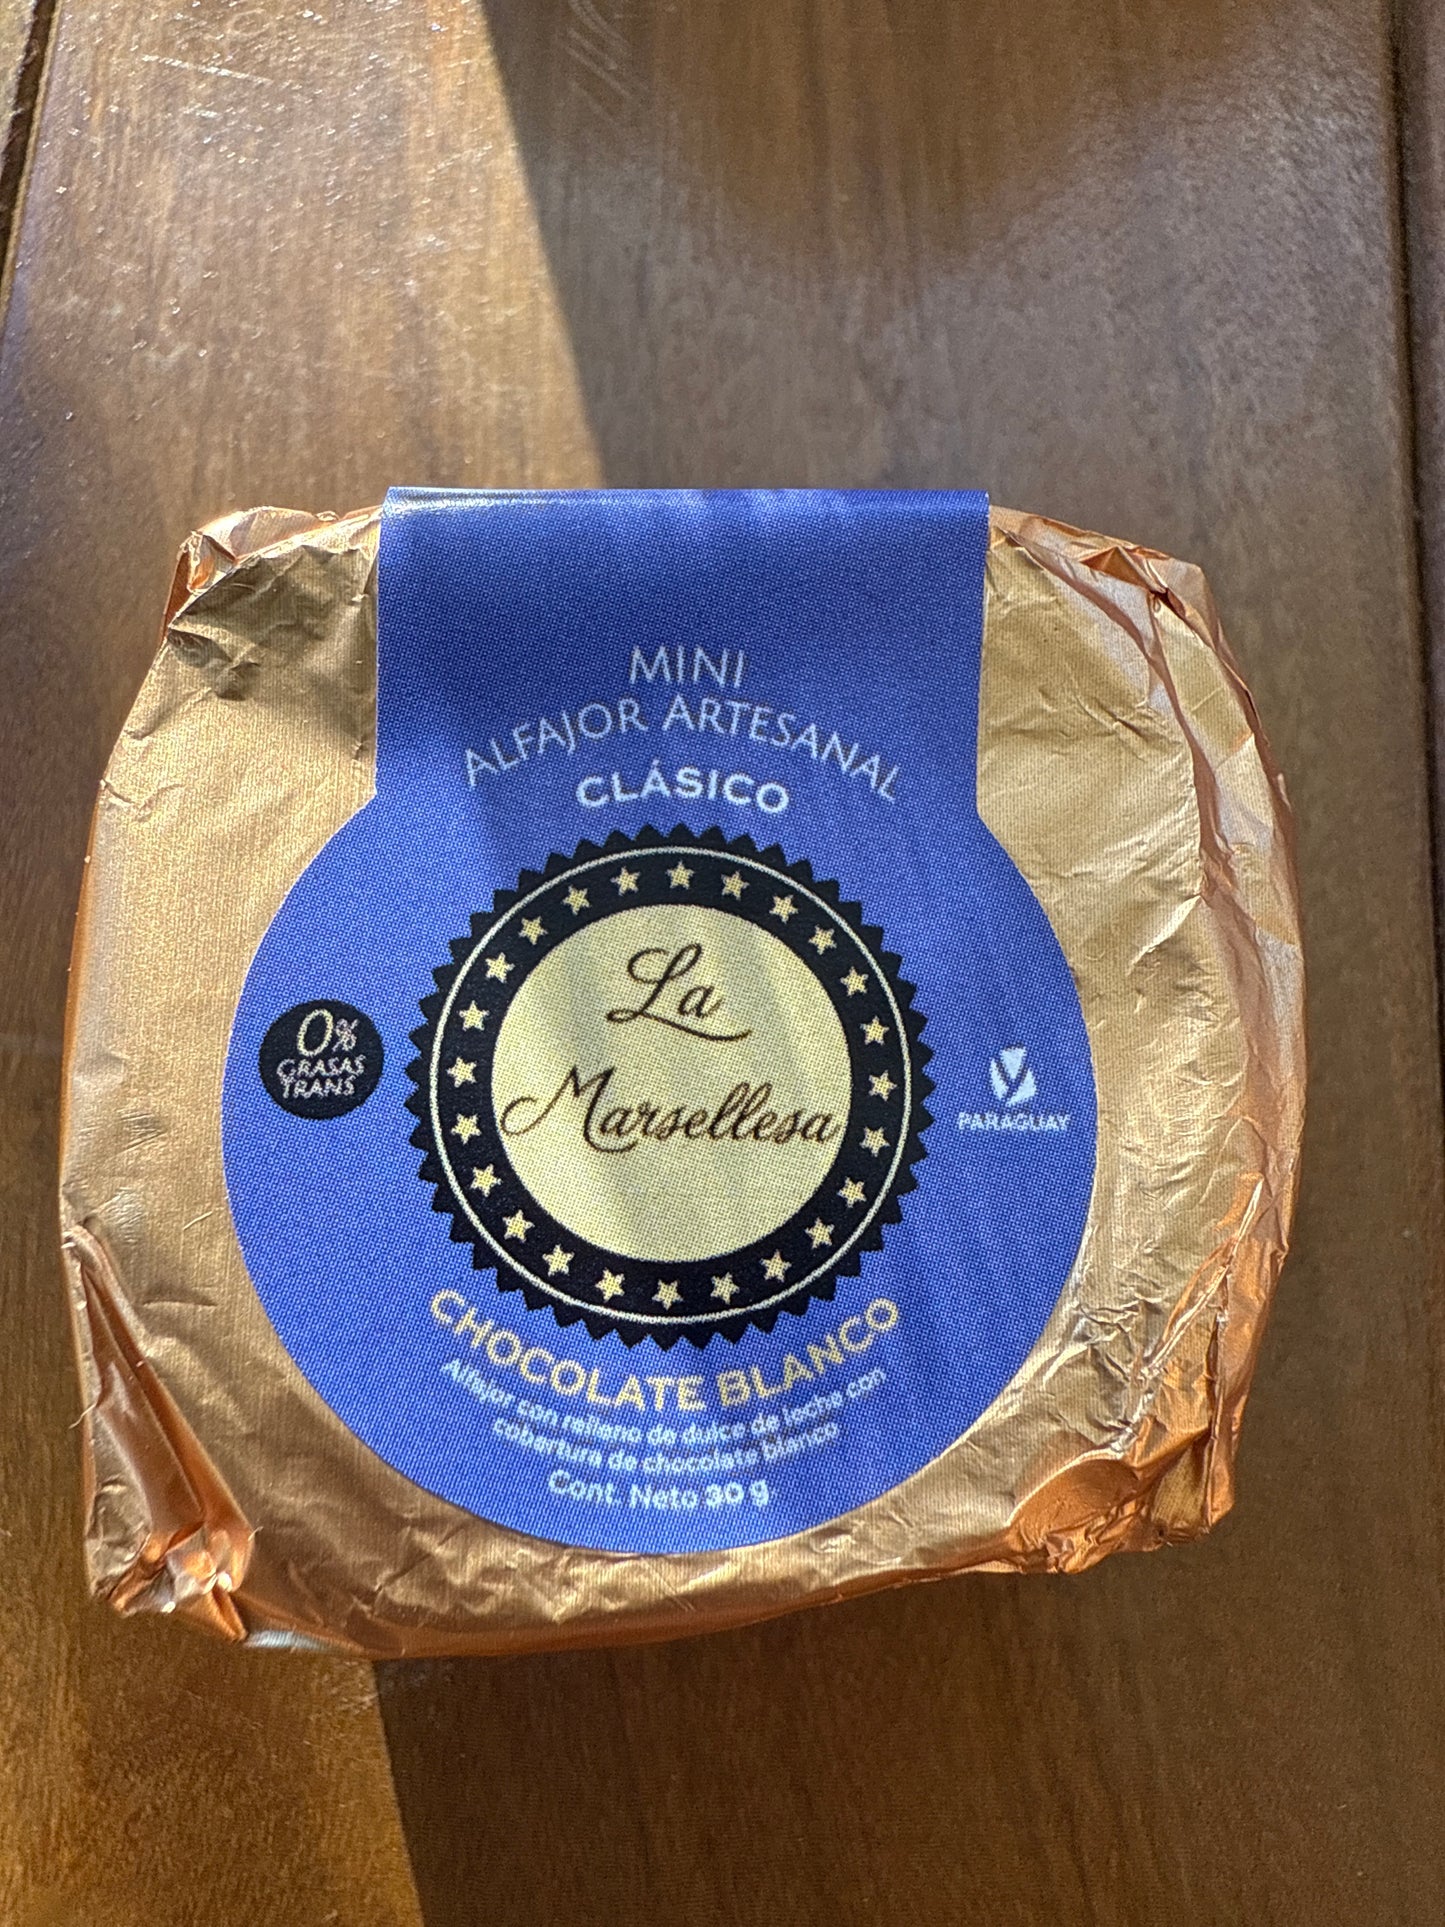 MINI
ALFAJOR ARTESANAL
CLÁSICO
La
Marsellesa
0%
GRASAS
TRANS
PARAGUAY
CHOCOLATE BLANCO
Alfajor con relleno de dulce de leche con
cobertura de chocolate blanco
Cont. Neto 30 g